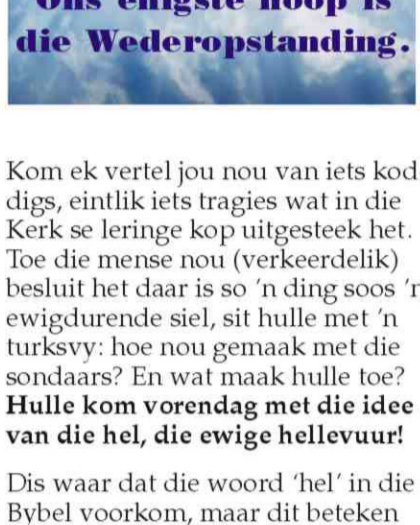 Ons enigste hoop is
die Wederopstanding.
Kom ek vertel jou nou van iets kod
digs, eintlik iets tragies wat in die
Kerk se leringe kop uitgesteek het.
Toe die mense nou (verkeerdelik)
besluit het daar is so ’n ding soos ’n
ewigdurende siel, sit hulle met ’n
turksvy: hoe nou gemaak met die
sondaars? En wat maak hulle toe?
Hulle kom vorendag met die idee
van die hel, die ewige hellevuur!
Dis waar dat die woord ‘hel’ in die
Bybel voorkom, maar dit beteken